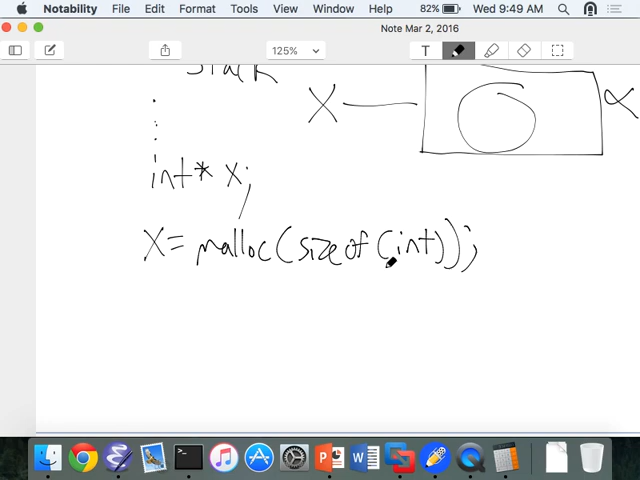 Notability File Edit Format Tools View Window Help 82% Wed 9:49 AM
Note Mar 2, 2016
125% T
Stack
X α
int* x;
X = malloc(sizeof(int));